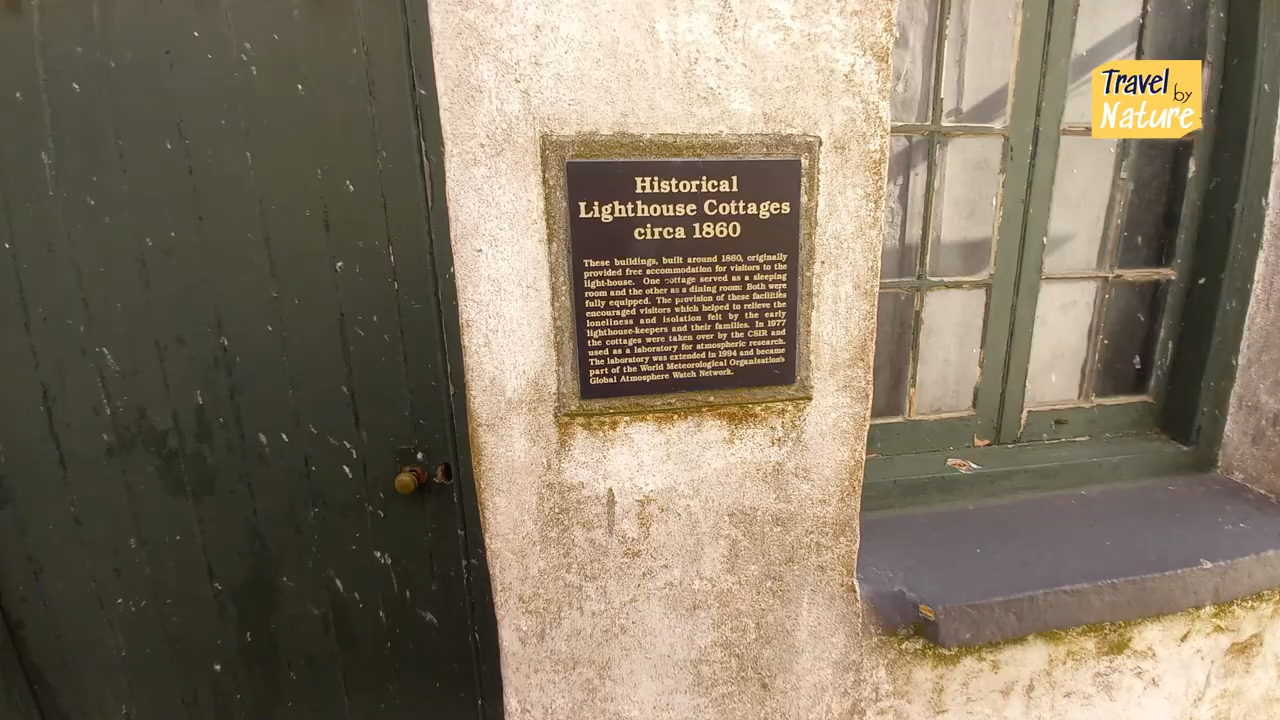 Travel
by
Nature
Historical
Lighthouse Cottages
circa 1860
These buildings, built around 1860, originally
provided free accommodation for visitors to the
light-house. One cottage served as a sleeping
room and the other as a dining room: Both were
fully equipped. The provision of these facilities
encouraged visitors which helped to relieve the
loneliness and isolation felt by the early
lighthouse-keepers and their families. In 1977
the cottages were taken over by the CSIR and
used as a laboratory for atmospheric research.
The laboratory was extended in 1994 and became
part of the World Meteorological Organisation's
Global Atmosphere Watch Network.